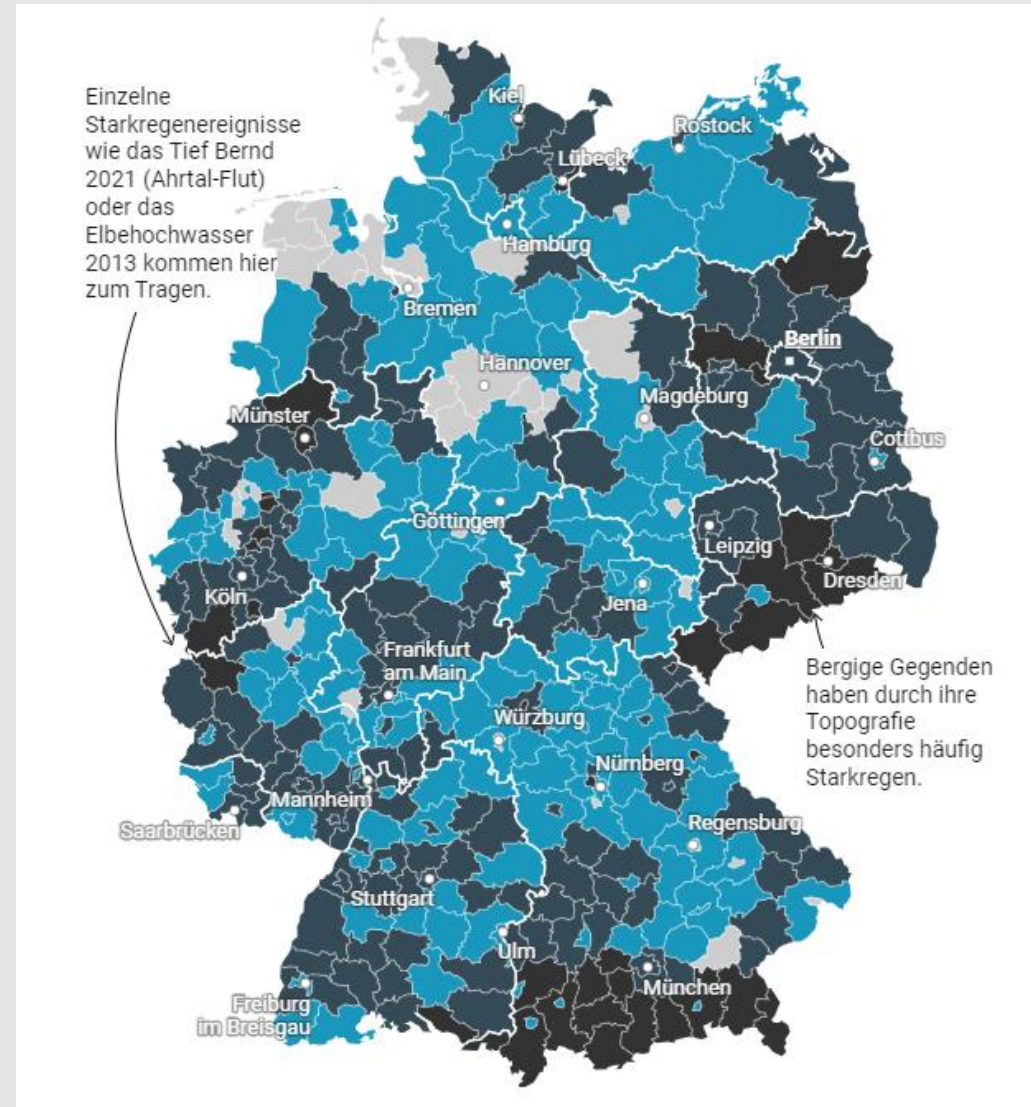 Einzelne
Starkregenereignisse
wie das Tief Bernd
2021 (Ahrtal-Flut)
oder das
Elbehochwasser
2013 kommen hier
zum Tragen.
Kiel
Rostock
Lübeck
Hamburg
Bremen
Hannover
Berlin
Magdeburg
Münster
Cottbus
Göttingen
Leipzig
Dresden
Köln
Jena
Frankfurt
am Main
Bergige Gegenden
haben durch ihre
Topografie
besonders häufig
Starkregen.
Würzburg
Nürnberg
Mannheim
Saarbrücken
Regensburg
Stuttgart
Ulm
München
Freiburg
im Breisgau